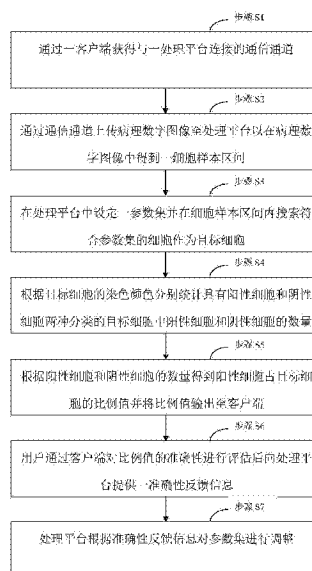 步骤S1
通过一客户端获得与一处理平台连接的通信通道
步骤S2
通过通信通道上传病理数字图像至处理平台以在病理数
字图像中得到一细胞样本区间
步骤S3
在处理平台中设定一参数集并在细胞样本区间内搜索符
合参数集的细胞作为目标细胞
步骤S4
根据目标细胞的染色颜色分别统计具有阳性细胞和阴性
细胞两种分类的目标细胞中阳性细胞和阴性细胞的数量
步骤S5
根据阳性细胞和阴性细胞的数量得到阳性细胞占目标细
胞的比例值并将比例值输出至客户端
步骤S6
用户通过客户端对比例值的准确性进行评估后向处理平
台提供一准确性反馈信息
步骤S7
处理平台根据准确性反馈信息对参数集进行调整